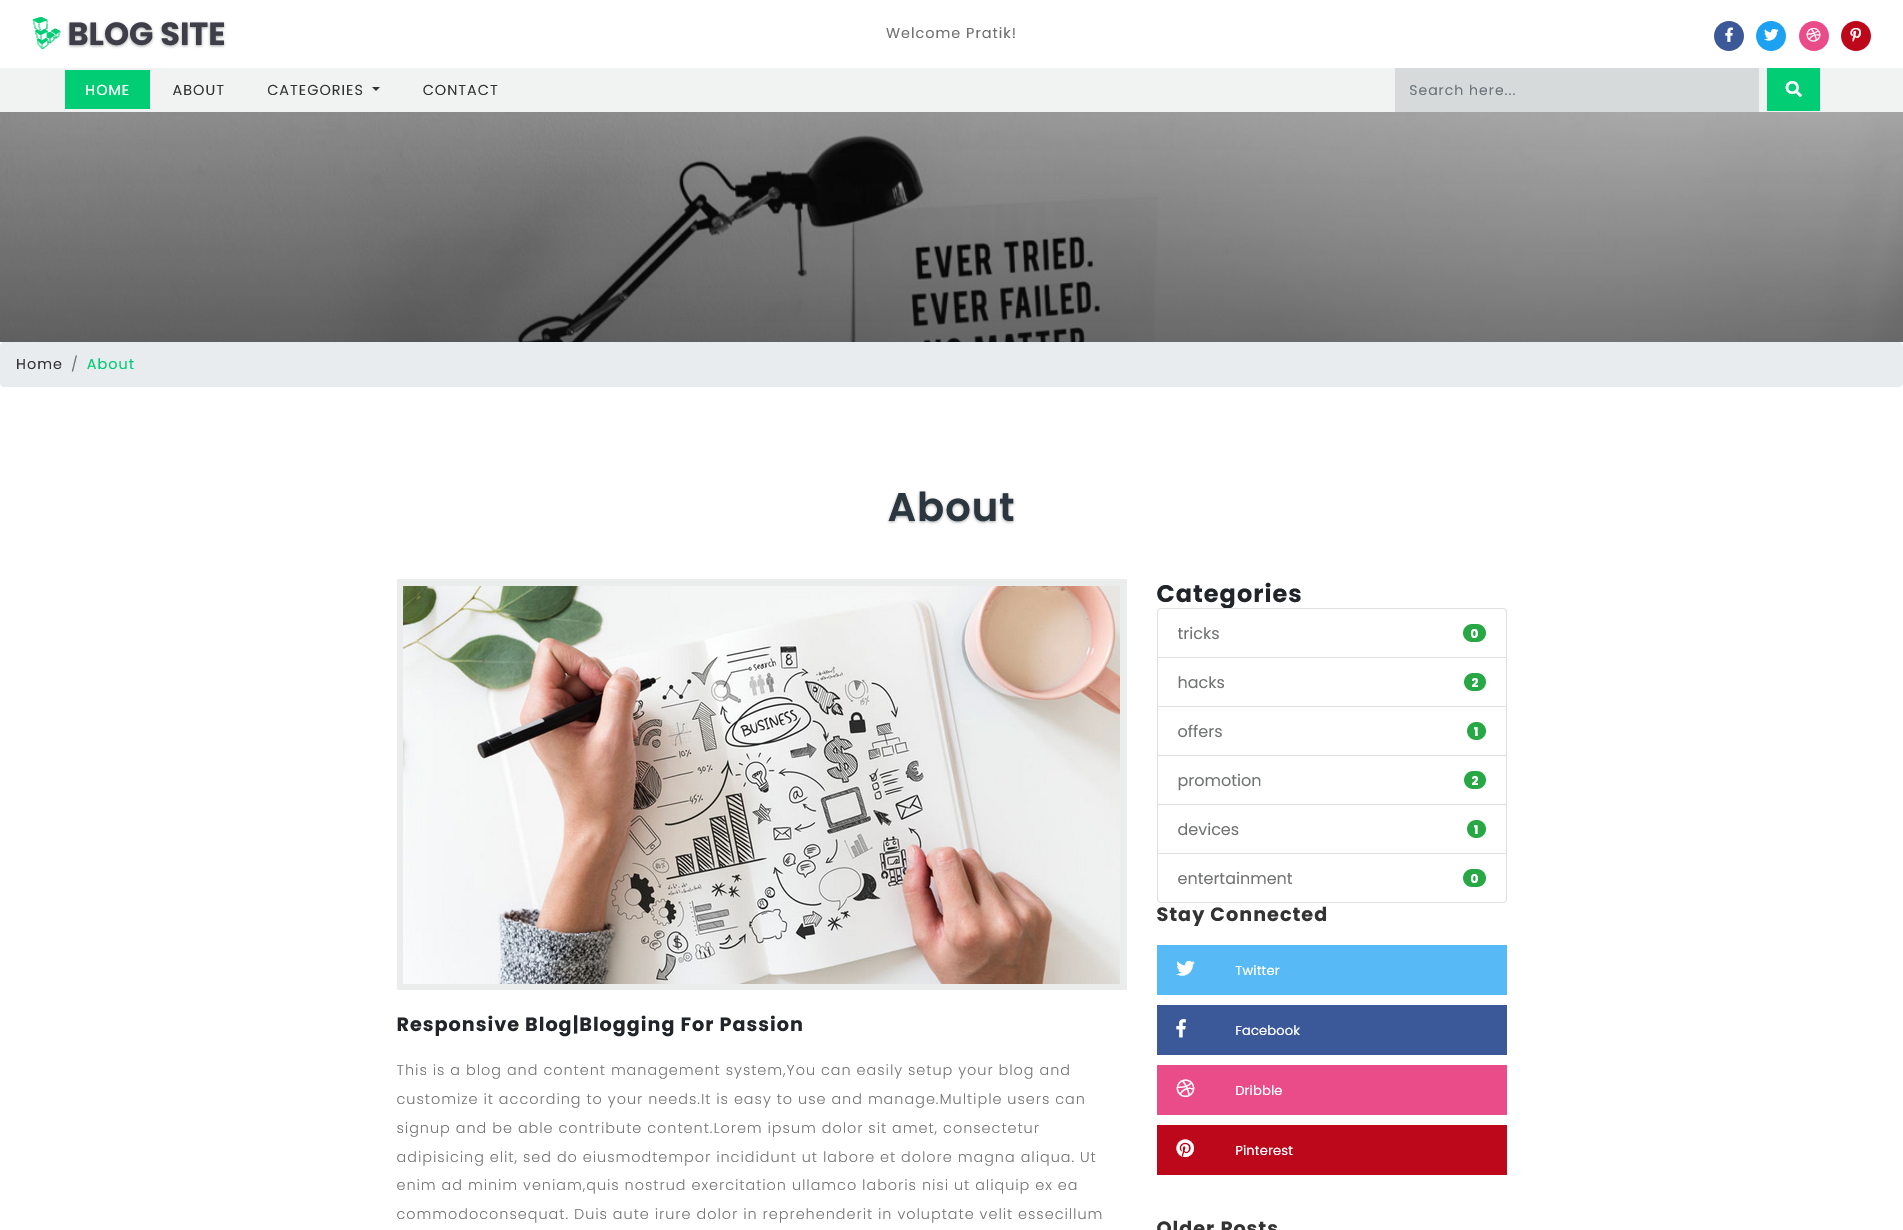 BLOG SITE
Welcome Pratik!
HOME ABOUT CATEGORIES CONTACT
Search here...
EVER TRIED.
EVER FAILED.
NO MATTER
Home / About
About
Search
8
BUSINESS
10%
30%
45%
Responsive Blog|Blogging For Passion
This is a blog and content management system,You can easily setup your blog and
customize it according to your needs.It is easy to use and manage.Multiple users can
signup and be able contribute content.Lorem ipsum dolor sit amet, consectetur
adipisicing elit, sed do eiusmodtempor incididunt ut labore et dolore magna aliqua. Ut
enim ad minim veniam,quis nostrud exercitation ullamco laboris nisi ut aliquip ex ea
commodoconsequat. Duis aute irure dolor in reprehenderit in voluptate velit essecillum
Categories
tricks 0
hacks 2
offers 1
promotion 2
devices 1
entertainment 0
Stay Connected
Twitter
Facebook
Dribble
Pinterest
Older Posts